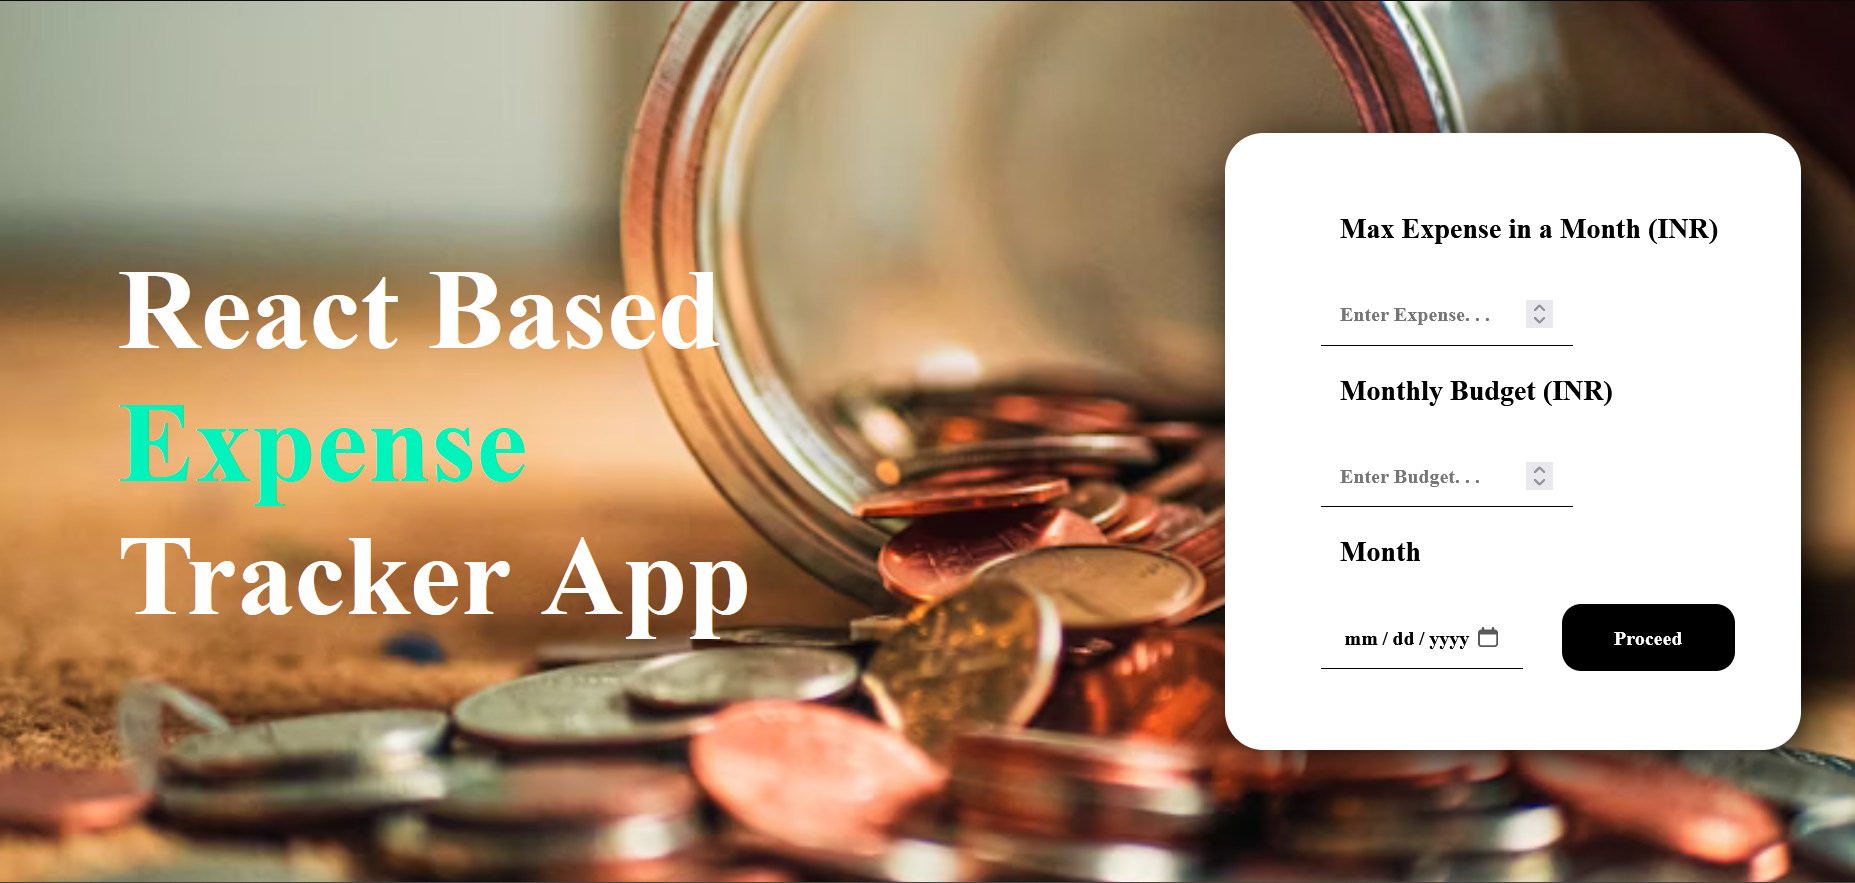 React Based
Expense
Tracker App
Max Expense in a Month (INR)
Enter Expense. . .
Monthly Budget (INR)
Enter Budget. . .
Month
mm / dd / yyyy
Proceed